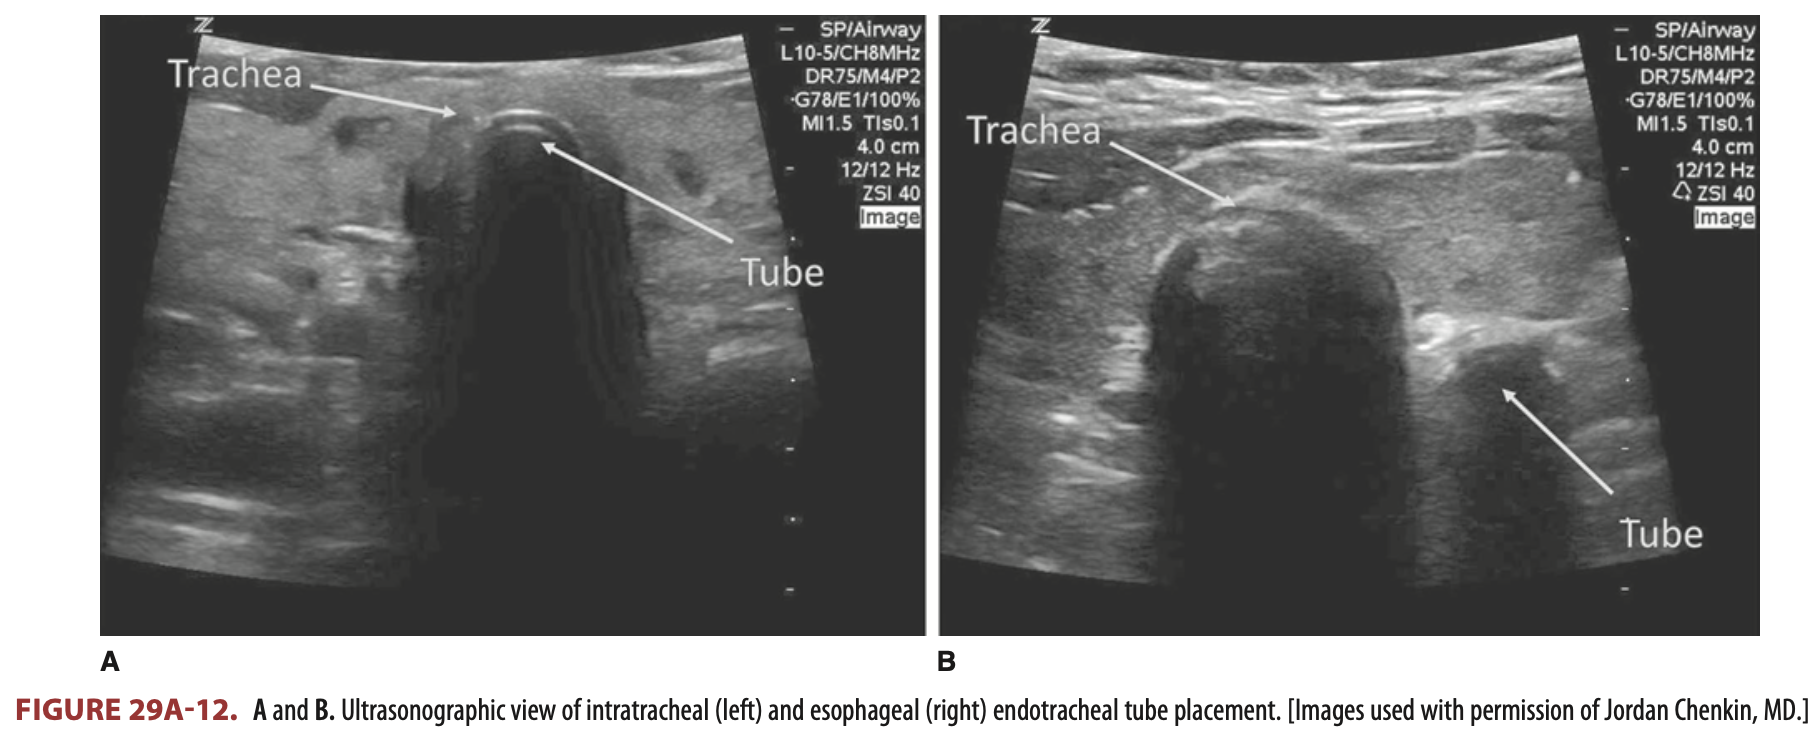 Z
SP/Airway
L10-5/CH8MHz
DR75/M4/P2
G78/E1/100%
MI1.5 TIs0.1
4.0 cm
12/12 Hz
ZSI 40
Image
Trachea
Tube
A
Z
SP/Airway
L10-5/CH8MHz
DR75/M4/P2
G78/E1/100%
MI1.5 TIs0.1
4.0 cm
12/12 Hz
ZSI 40
Image
Trachea
Tube
B
FIGURE 29A-12. A and B. Ultrasonographic view of intratracheal (left) and esophageal (right) endotracheal tube placement. [Images used with permission of Jordan Chenkin, MD.]